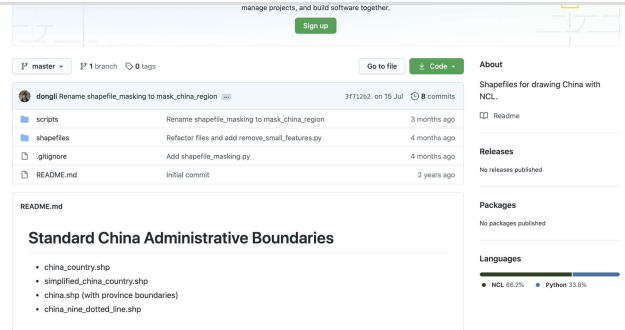 manage projects, and build software together.
Sign up
master
1 branch
0 tags
Go to file
Code
dongli Rename shapefile_masking to mask_china_region ...
3f712b2 on 15 Jul
8 commits
scripts
Rename shapefile_masking to mask_china_region
3 months ago
shapefiles
Refactor files and add remove_small_features.py
4 months ago
.gitignore
Add shapefile_masking.py
4 months ago
README.md
Initial commit
2 years ago
README.md
Standard China Administrative Boundaries
• china_country.shp
• simplified_china_country.shp
• china.shp (with province boundaries)
• china_nine_dotted_line.shp
About
Shapefiles for drawing China with
NCL.
Readme
Releases
No releases published
Packages
No packages published
Languages
NCL 66.2%
Python 33.8%